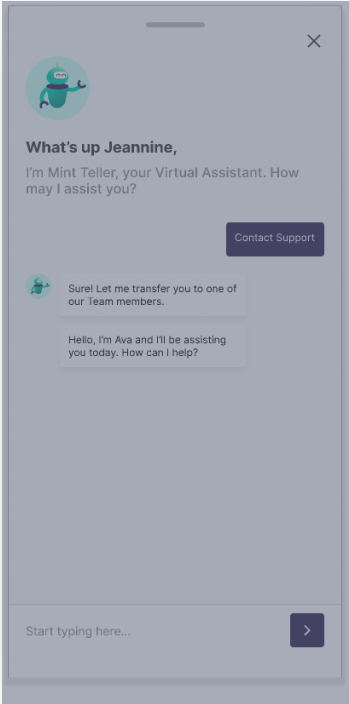 What's up Jeannine,
I'm Mint Teller, your Virtual Assistant. How
may I assist you?
Contact Support
Sure! Let me transfer you to one of
our Team members.
Hello, I'm Ava and I'll be assisting
you today. How can I help?
Start typing here...